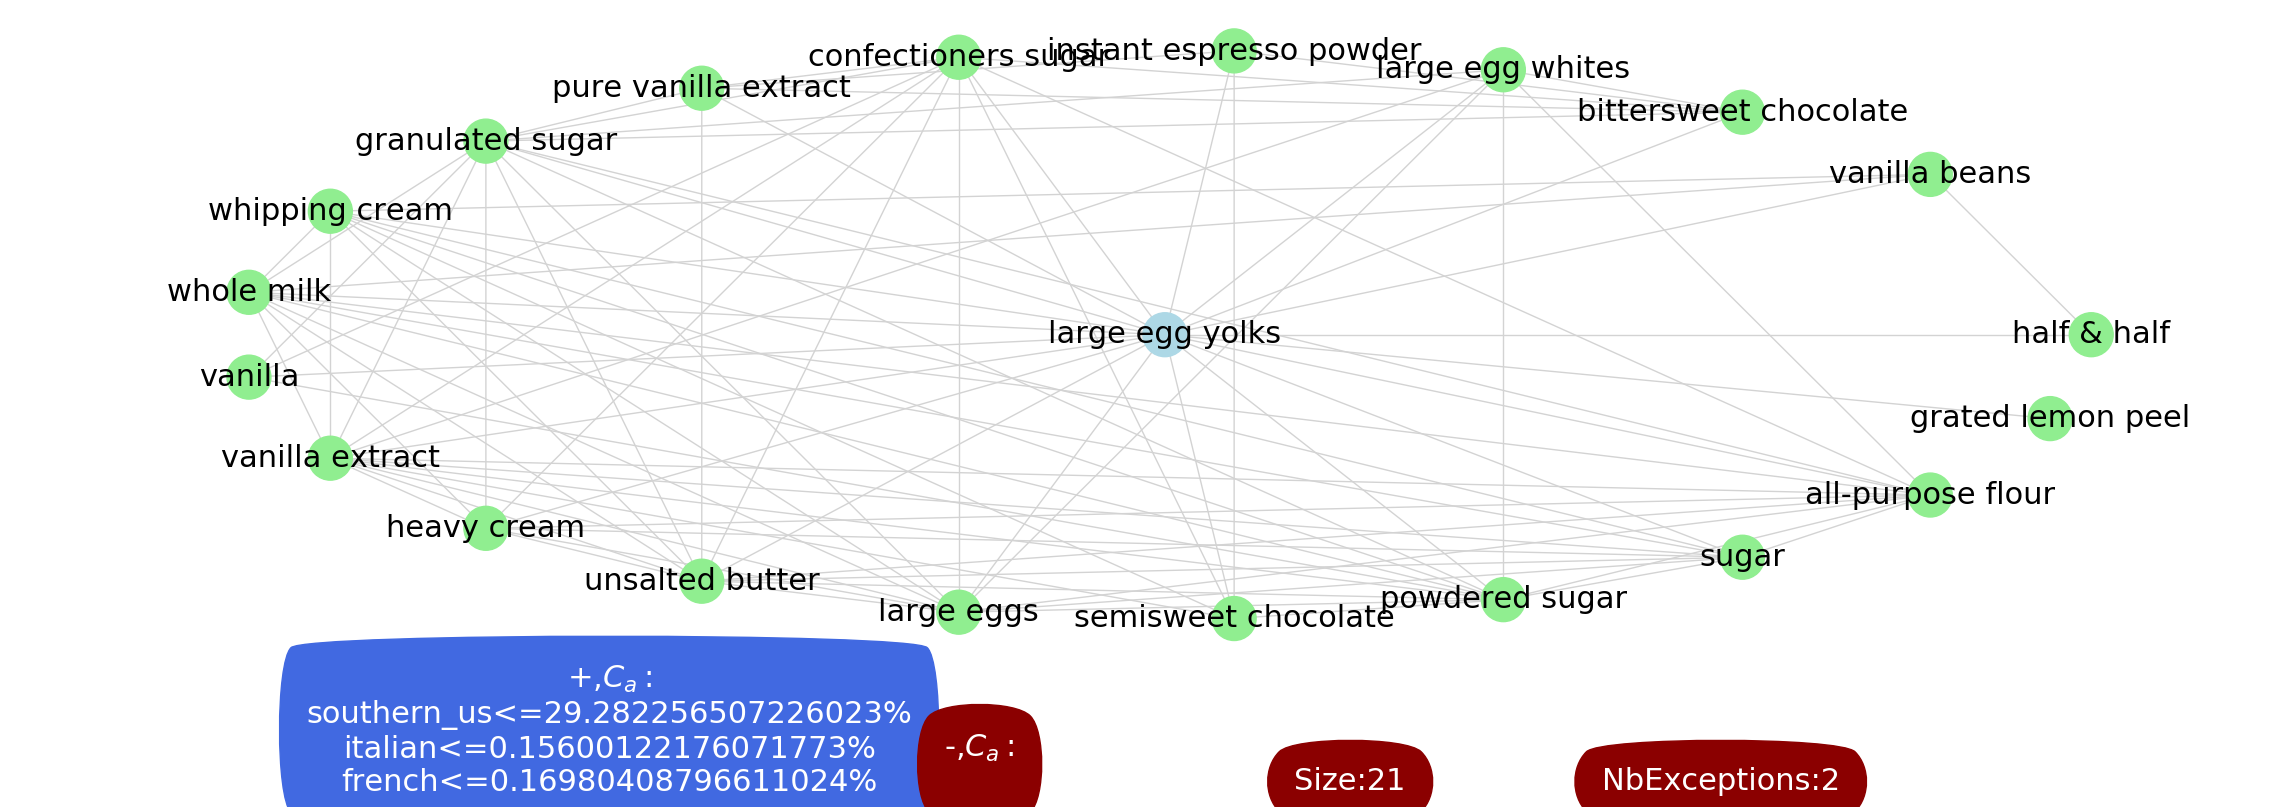 instant espresso powder
confectioners sugar
large egg whites
pure vanilla extract
bittersweet chocolate
granulated sugar
vanilla beans
whipping cream
whole milk
large egg yolks
half & half
vanilla
grated lemon peel
vanilla extract
all-purpose flour
heavy cream
sugar
unsalted butter
powdered sugar
large eggs
semisweet chocolate
+,Ca :
southern_us<=29.282256507226023%
italian<=0.15600122176071773%
french<=0.16980408796611024%
-,Ca :
Size:21
NbExceptions:2